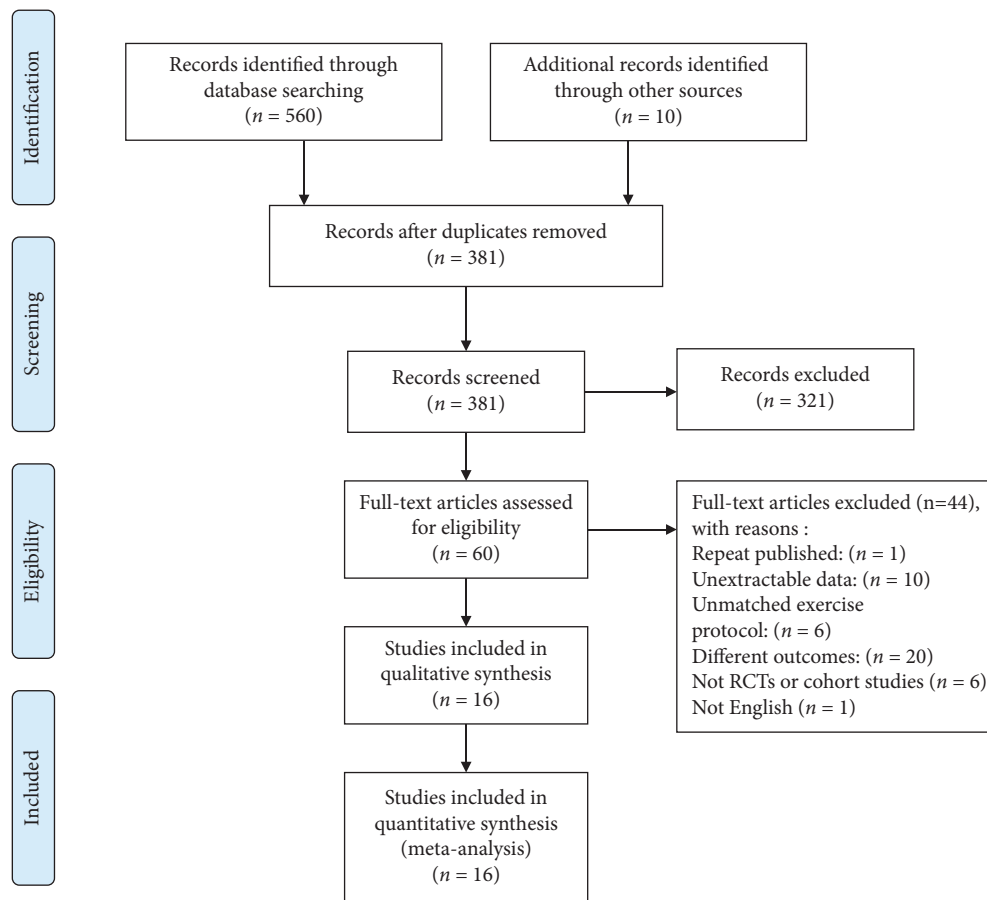 Identification
Records identified through
database searching
(n = 560)
Additional records identified
through other sources
(n = 10)
Records after duplicates removed
(n = 381)
Screening
Records screened
(n = 381)
Records excluded
(n = 321)
Eligibility
Full-text articles assessed
for eligibility
(n = 60)
Full-text articles excluded (n=44),
with reasons :
Repeat published: (n = 1)
Unextractable data: (n = 10)
Unmatched exercise
protocol: (n = 6)
Different outcomes: (n = 20)
Not RCTs or cohort studies (n = 6)
Not English (n = 1)
Studies included in
qualitative synthesis
(n = 16)
Included
Studies included in
quantitative synthesis
(meta-analysis)
(n = 16)